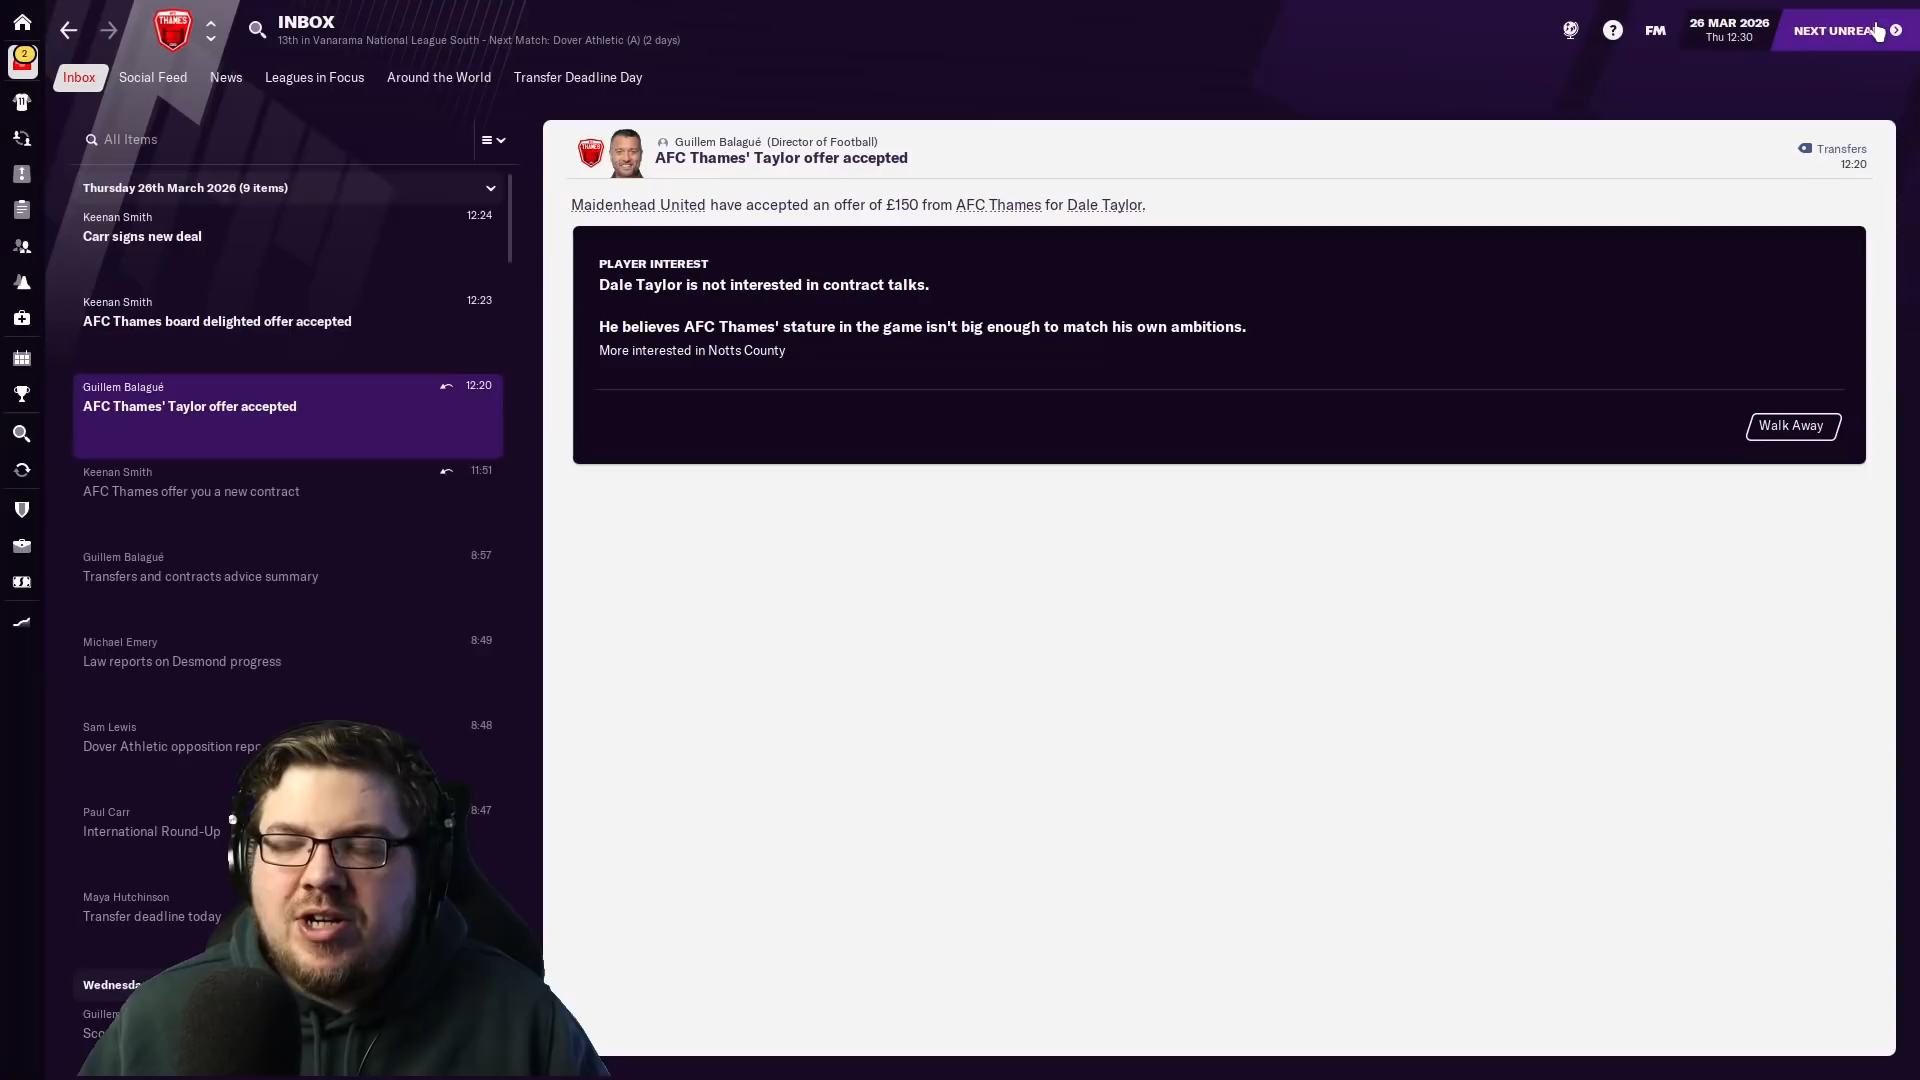 INBOX
13th in Vanarama National League South - Next Match: Dover Athletic (A) (2 days)
FM
26 MAR 2026
Thu 12:30
NEXT
2
Inbox
Social Feed
News
Leagues in Focus
Around the World
Transfer Deadline Day
THAMES
11
?
All Items
Thursday 26th March 2026 (9 items)
Keenan Smith
12:24
Carr signs new deal
Keenan Smith
12:23
AFC Thames board delighted offer accepted
Guillem Balagué
12:20
AFC Thames' Taylor offer accepted
Keenan Smith
11:51
AFC Thames offer you a new contract
Guillem Balagué
8:57
Transfers and contracts advice summary
Michael Emery
8:49
Law reports on Desmond progress
Sam Lewis
8:48
Dover Athletic opposition
Paul Carr
8:47
International Round-Up
Maya Hutchinson
Transfer deadline today
Guillem Balagué (Director of Football)
AFC Thames' Taylor offer accepted
Transfers
12:20
Maidenhead United have accepted an offer of £150 from AFC Thames for Dale Taylor.
PLAYER INTEREST
Dale Taylor is not interested in contract talks.
He believes AFC Thames' stature in the game isn't big enough to match his own ambitions.
More interested in Notts County
Walk Away